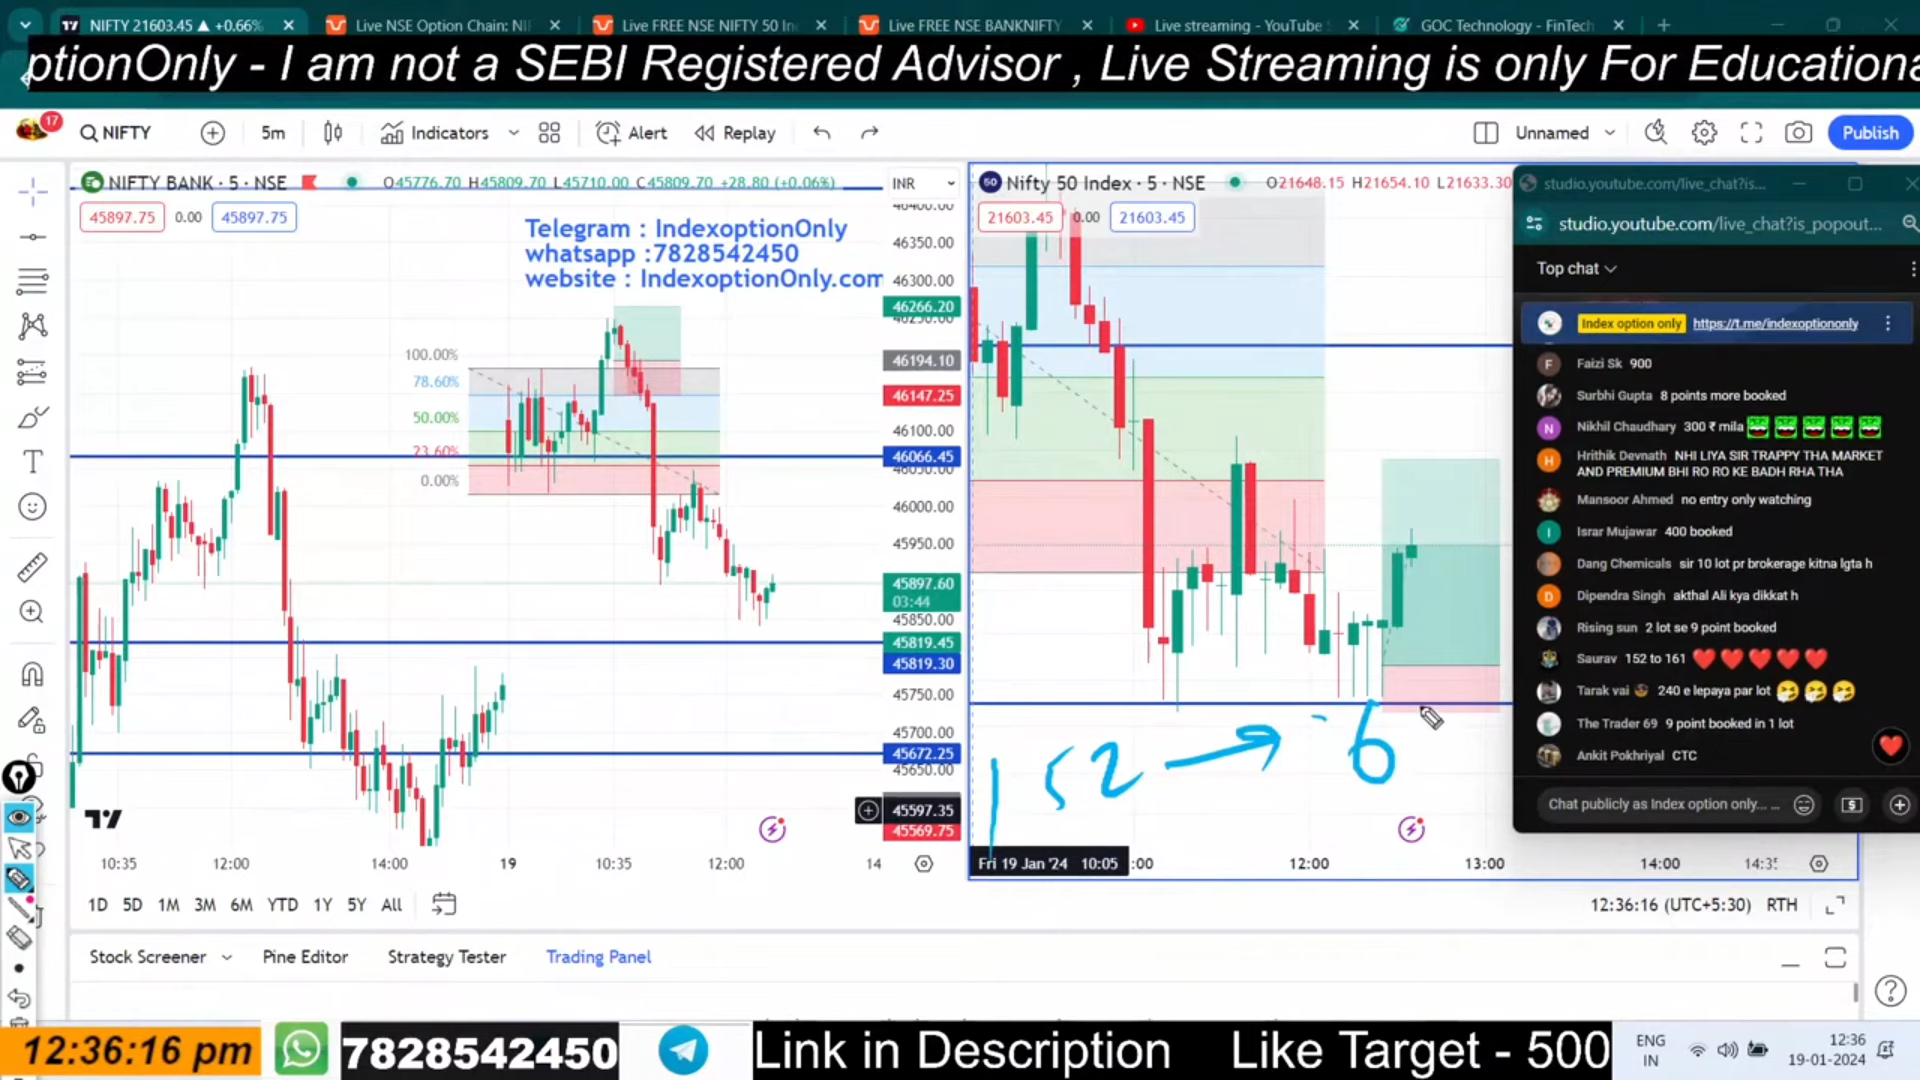 NIFTY 21603.45 ▲ +0.66%
Live NSE Option Chain: NI
Live FREE NSE NIFTY 50 In
Live FREE NSE BANKNIFTY
Live streaming - YouTube S
GOC Technology - FinTech
ptionOnly - I am not a SEBI Registered Advisor , Live Streaming is only For Educationa
17
NIFTY
5m
Indicators
Alert
Replay
Unnamed
Publish
NIFTY BANK · 5 · NSE
O45776.70 H45809.70 L45710.00 C45809.70 +28.80 (+0.06%)
INR
45897.75 0.00 45897.75
Telegram : IndexoptionOnly
whatsapp :7828542450
website : IndexoptionOnly.com
100.00%
78.60%
50.00%
23.60%
0.00%
46400.00
46350.00
46300.00
46266.20
46250.00
46194.10
46147.25
46100.00
46066.45
46050.00
46000.00
45950.00
45897.60
03:44
45850.00
45819.45
45819.30
45750.00
45700.00
45672.25
45650.00
45597.35
45569.75
10:35 12:00 14:00 19 10:35 12:00 14
50
Nifty 50 Index · 5 · NSE
O21648.15 H21654.10 L21633.30
21603.45 0.00 21603.45
152 → 6
Fri 19 Jan '24 10:05 :00 12:00 13:00 14:00 14:35
studio.youtube.com/live_chat?is...
studio.youtube.com/live_chat?is_popout...
Top chat
Index option only https://t.me/indexoptiononly
F Faizi Sk 900
Surbhi Gupta 8 points more booked
N Nikhil Chaudhary 300 ₹ mila
H Hrithik Devnath NHI LIYA SIR TRAPPY THA MARKET
AND PREMIUM BHI RO RO KE BADH RHA THA
Mansoor Ahmed no entry only watching
I Israr Mujawar 400 booked
Dang Chemicals sir 10 lot pr brokerage kitna lgta h
D Dipendra Singh akthal Ali kya dikkat h
Rising sun 2 lot se 9 point booked
Saurav 152 to 161 ❤❤❤❤❤
Tarak vai 240 e lepaya par lot
The Trader 69 9 point booked in 1 lot
Ankit Pokhriyal CTC
Chat publicly as Index option only... ...
1D 5D 1M 3M 6M YTD 1Y 5Y All
12:36:16 (UTC+5:30) RTH
Stock Screener Pine Editor Strategy Tester Trading Panel
12:36:16 pm
7828542450
Link in Description Like Target - 500
ENG
IN
12:36
19-01-2024